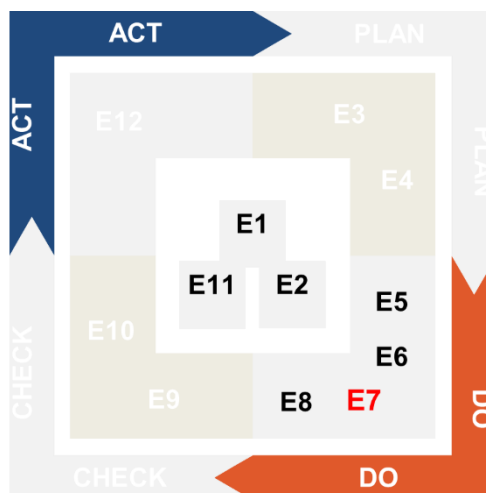 ACT PLAN
ACT
PLAN
E12 E3
E4
E1
E11 E2
E5
E6
E10
E9
E8 E7
CHECK
DO
CHECK DO